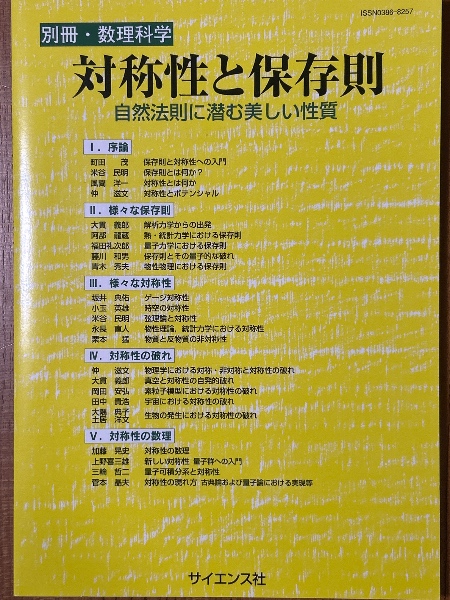 ISSN0386-8257
別冊・数理科学
対称性と保存則
自然法則に潜む美しい性質
Ⅰ. 序論
町田 茂 保存則と対称性への入門
米谷 民明 保存則とは何か？
風間 洋一 対称性とは何か
仲 滋文 対称性とポテンシャル
Ⅱ. 様々な保存則
大貫 義郎 解析力学からの出発
阿部 龍蔵 熱・統計力学における保存則
福田礼次郎 量子力学における保存則
藤川 和男 保存則とその量子的な破れ
青木 秀夫 物性物理における保存則
Ⅲ. 様々な対称性
坂井 典佑 ゲージ対称性
小玉 英雄 時空の対称性
米谷 民明 弦理論と対称性
永長 直人 物性理論、統計力学における対称性
栗本 猛 物質と反物質の非対称性
Ⅳ. 対称性の破れ
仲 滋文 物理学における対称・非対称と対称性の破れ
大貫 義郎 真空と対称性の自発的破れ
岡田 安弘 素粒子模型における対称性の破れ
田中 貴浩 宇宙における対称性の破れ
大隅 典子
土居 洋文 生物の発生における対称性の破れ
Ⅴ. 対称性の数理
加藤 晃史 対称性の数理
上野喜三雄 新しい対称性 量子群への入門
三輪 哲二 量子可積分系と対称性
菅本 晶夫 対称性の現れ方 古典論および量子論における実現等
サイエンス社